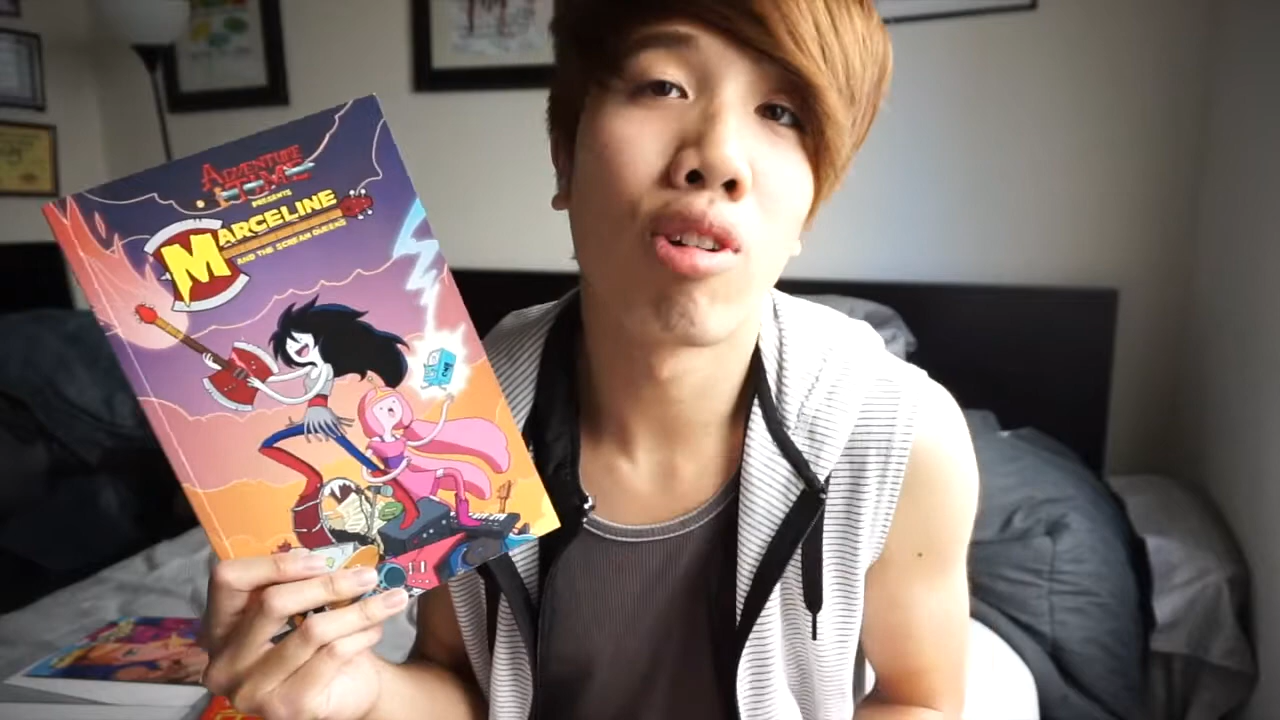 ADVENTURE
TIME
PRESENTS
MARCELINE
AND THE SCREAM QUEENS